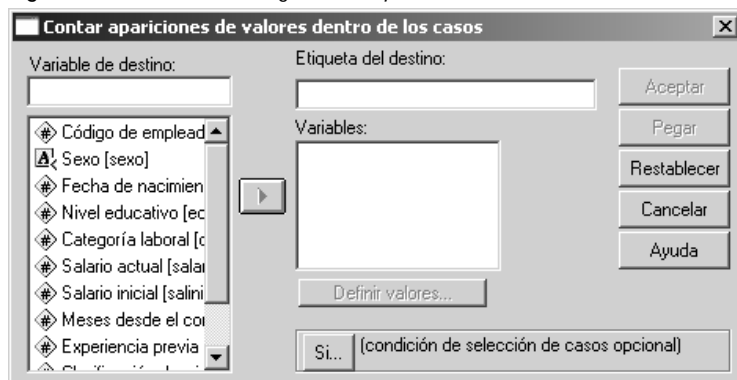 Contar apariciones de valores dentro de los casos
Variable de destino:
Etiqueta del destino:
Código de emplead
Sexo [sexo]
Fecha de nacimien
Nivel educativo [ec
Categoría laboral [c
Salario actual [salar
Salario inicial [salini
Meses desde el cor
Experiencia previa
Variables:
Definir valores...
Si...
(condición de selección de casos opcional)
Aceptar
Pegar
Restablecer
Cancelar
Ayuda